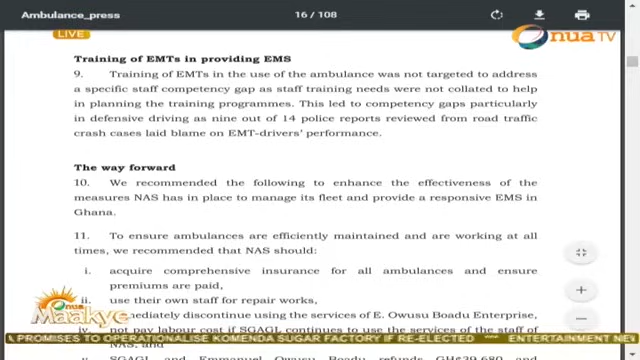 Ambulance_press
16 / 108
LIVE
Onua TV
Training of EMTs in providing EMS
9. Training of EMTs in the use of the ambulance was not targeted to address
a specific staff competency gap as staff training needs were not collated to help
in planning the training programmes. This led to competency gaps particularly
in defensive driving as nine out of 14 police reports reviewed from road traffic
crash cases laid blame on EMT-drivers' performance.
The way forward
10. We recommended the following to enhance the effectiveness of the
measures NAS has in place to manage its fleet and provide a responsive EMS in
Ghana.
11. To ensure ambulances are efficiently maintained and are working at all
times, we recommended that NAS should:
i. acquire comprehensive insurance for all ambulances and ensure
premiums are paid,
ii. use their own staff for repair works,
mediately discontinue using the services of E. Owusu Boadu Enterprise,
iv. not pay labour cost if SGAGL continues to use the services of the staff of
NAS, and
v. SGAGL and Emmanuel Owusu Boadu refunds GH¢39,680 and
Onua
Maakye
A PROMISES TO OPERATIONALISE KOMENDA SUGAR FACTORY IF RE-ELECTED
ENTERTAINMENT NEW